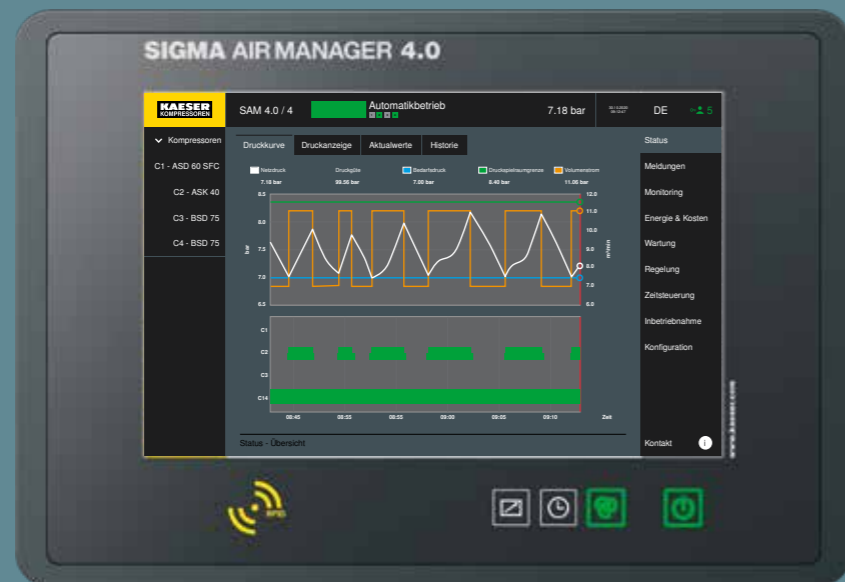 SIGMA AIR MANAGER 4.0
KAESER
KOMPRESSOREN
SAM 4.0 / 4
Automatikbetrieb
7.18 bar
DE
5
Kompressoren
C1 - ASD 60 SFC
C2 - ASK 40
C3 - BSD 75
C4 - BSD 75
Druckkurve Druckanzeige Aktualwerte Historie
Netzdruck Druckgüte Bedarfsdruck Druckspielraumgrenze Volumenstrom
7.18 bar 99.56 bar 7.00 bar 8.40 bar 11.06 bar
8.5 12.0
11.0
8.0 10.0
bar 7.5 9.0 m³/min
8.0
7.0 7.0
6.5 6.0
C1
C2
C3
C14
08:45 08:55 08:55 09:00 09:05 09:10 Zeit
Status - Übersicht
Status
Meldungen
Monitoring
Energie & Kosten
Wartung
Regelung
Zeitsteuerung
Inbetriebnahme
Konfiguration
Kontakt i
www.kaeser.com
RFID